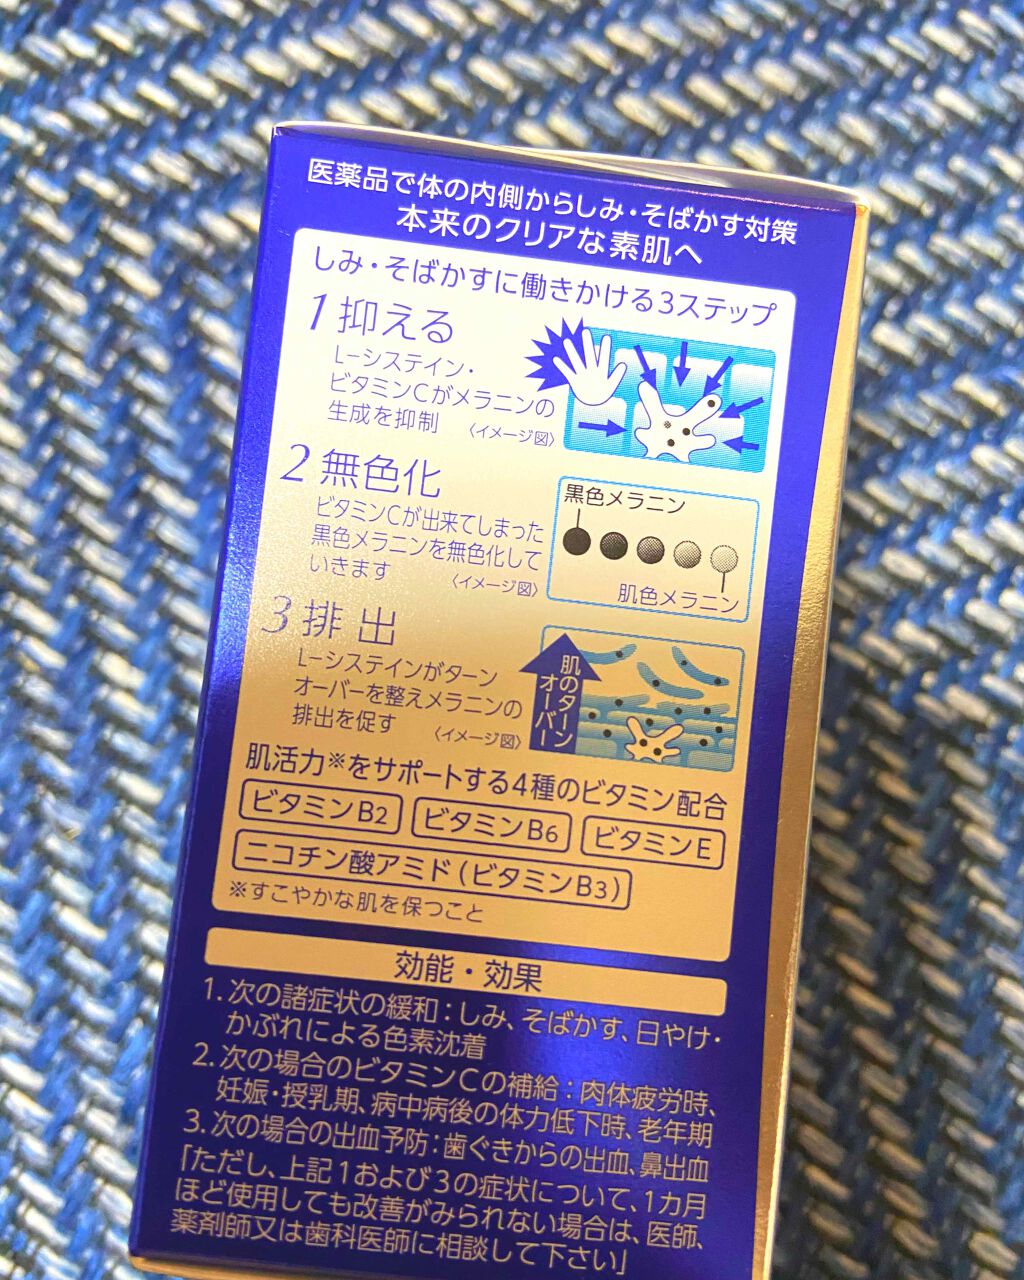 医薬品で体の内側からしみ・そばかす対策
本来のクリアな素肌へ
しみ・そばかすに働きかける3ステップ
1 抑える
L-システイン・
ビタミンCがメラニンの
生成を抑制 〈イメージ図〉
2 無色化
ビタミンCが出来てしまった
黒色メラニンを無色化して
いきます 〈イメージ図〉
黒色メラニン
肌色メラニン
3 排出
L-システインがターン
オーバーを整えメラニンの
排出を促す 〈イメージ図〉
肌のターン
オーバー
肌活力※をサポートする4種のビタミン配合
ビタミンB2 ビタミンB6 ビタミンE
ニコチン酸アミド(ビタミンB3)
※すこやかな肌を保つこと
効能・効果
1.次の諸症状の緩和:しみ、そばかす、日やけ・
かぶれによる色素沈着
2.次の場合のビタミンCの補給:肉体疲労時、
妊娠・授乳期、病中病後の体力低下時、老年期
3.次の場合の出血予防:歯ぐきからの出血、鼻出血
「ただし、上記1および3の症状について、1カ月
ほど使用しても改善がみられない場合は、医師、
薬剤師又は歯科医師に相談して下さい」